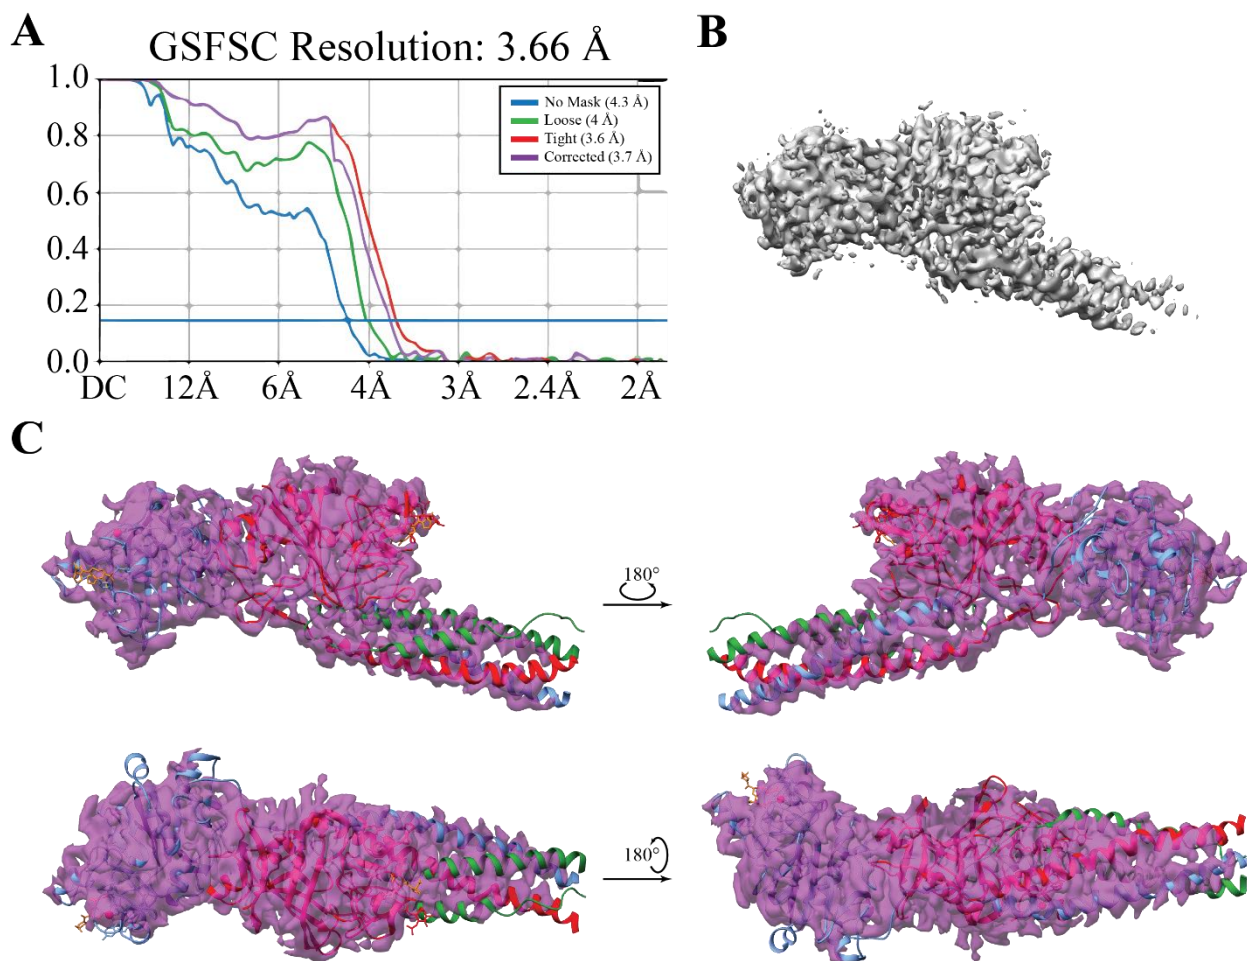 A
GSFSC Resolution: 3.66 Å
1.0
0.8
0.6
0.4
0.2
0.0
No Mask (4.3 Å)
Loose (4 Å)
Tight (3.6 Å)
Corrected (3.7 Å)
DC 12Å 6Å 4Å 3Å 2.4Å 2Å
B
C
180°
180°